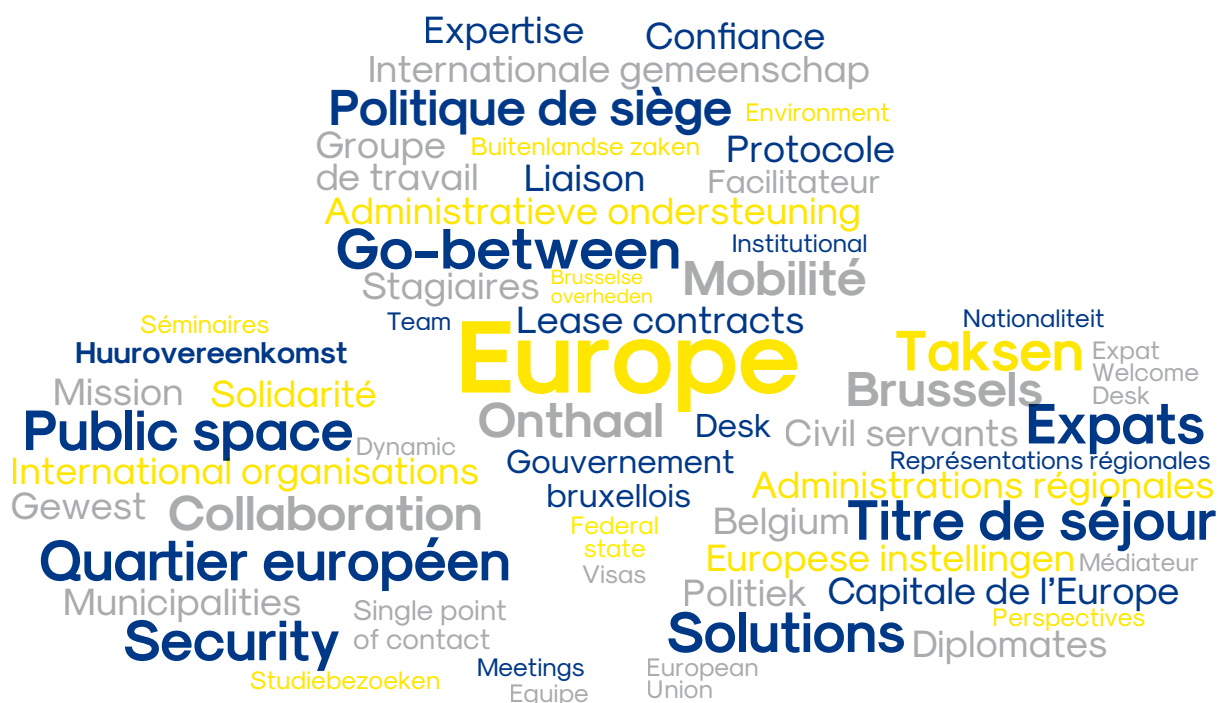 Expertise Confiance
Internationale gemeenschap
Politique de siège Environment
Groupe
de travail
Buitenlandse zaken
Protocole
Liaison
Facilitateur
Administratieve ondersteuning
Go-between
Institutional
Stagiaires
Brusselse
overheden
Mobilité
Séminaires
Team
Lease contracts
Nationaliteit
Huurovereenkomst
Europe
Taksen
Expat
Welcome
Desk
Mission
Solidarité
Brussels
Public space
Dynamic
Onthaal
Desk
Civil servants
Expats
International organisations
Gouvernement
bruxellois
Représentations régionales
Administrations régionales
Gewest
Collaboration
Federal
state
Belgium
Titre de séjour
Quartier européen
Visas
Europese instellingen
Médiateur
Municipalities
Single point
of contact
Politiek
Capitale de l’Europe
Security
Solutions
Perspectives
Diplomates
Studiebezoeken
Meetings
Equipe
European
Union